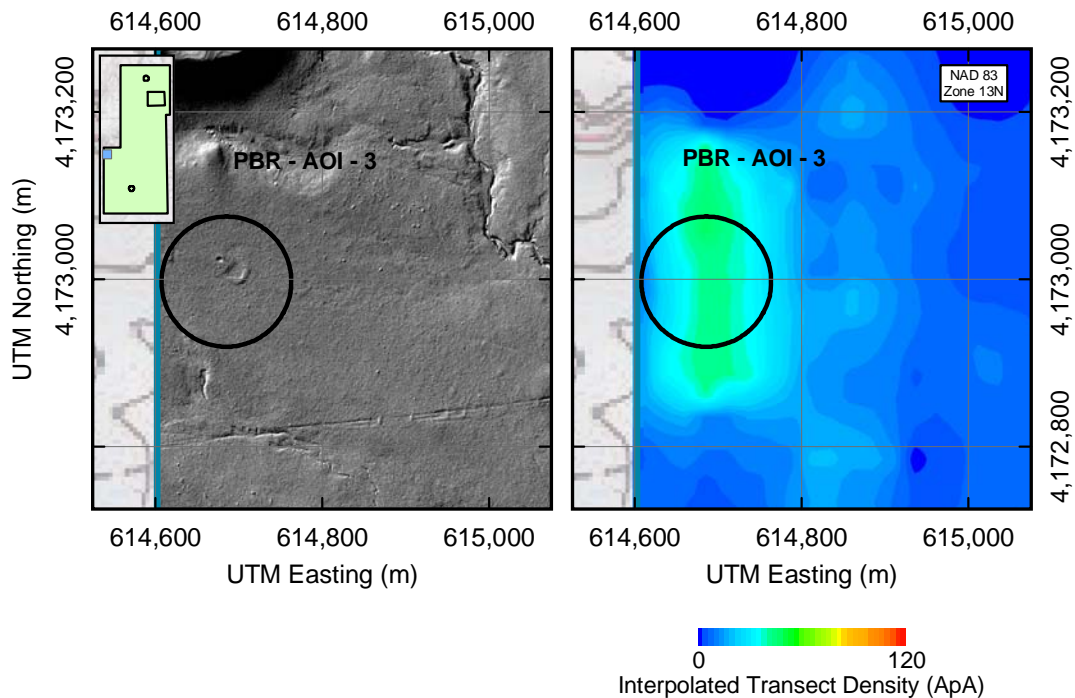 614,600 614,800 615,000 614,600 614,800 615,000
NAD 83
Zone 13N
4,173,200
4,173,200
PBR - AOI - 3
PBR - AOI - 3
UTM Northing (m)
4,173,000
4,173,000
4,172,800
4,172,800
614,600 614,800 615,000 614,600 614,800 615,000
UTM Easting (m) UTM Easting (m)
0 120
Interpolated Transect Density (ApA)